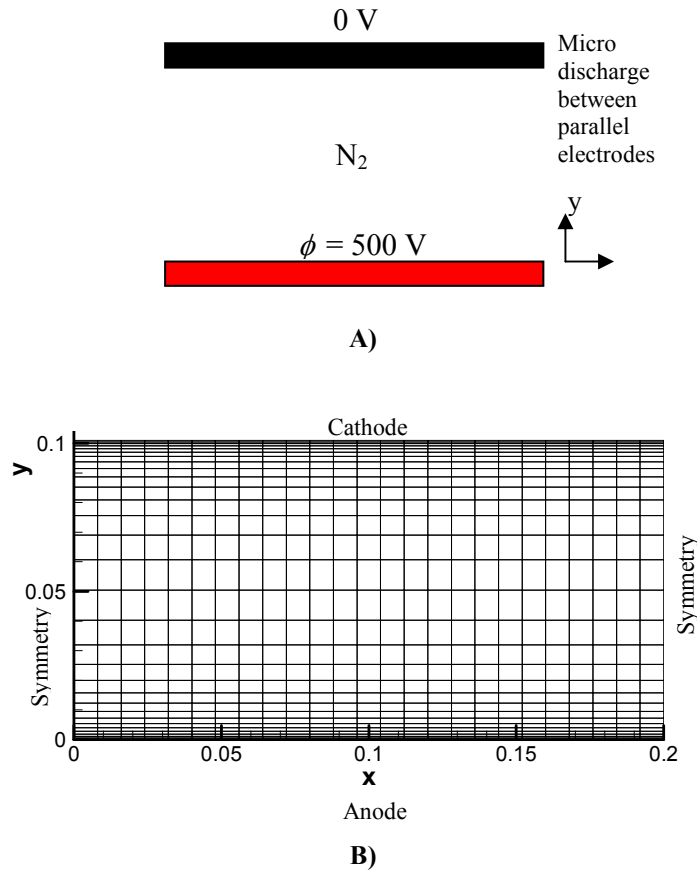 0 V
Micro
discharge
between
parallel
electrodes
N₂
y
ϕ = 500 V
A)
Cathode
0.1
y
0.05
Symmetry
Symmetry
0
0
0.05
0.1
0.15
0.2
x
Anode
B)